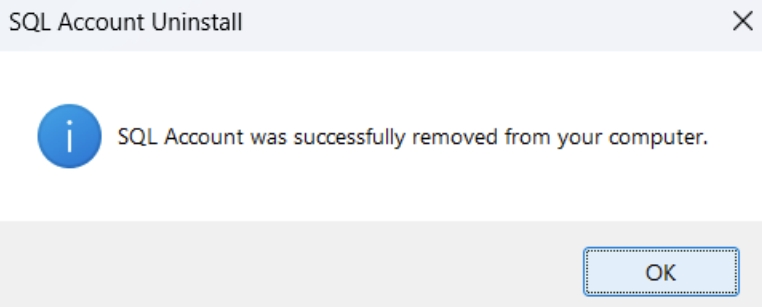 SQL Account Uninstall
SQL Account was successfully removed from your computer.
OK